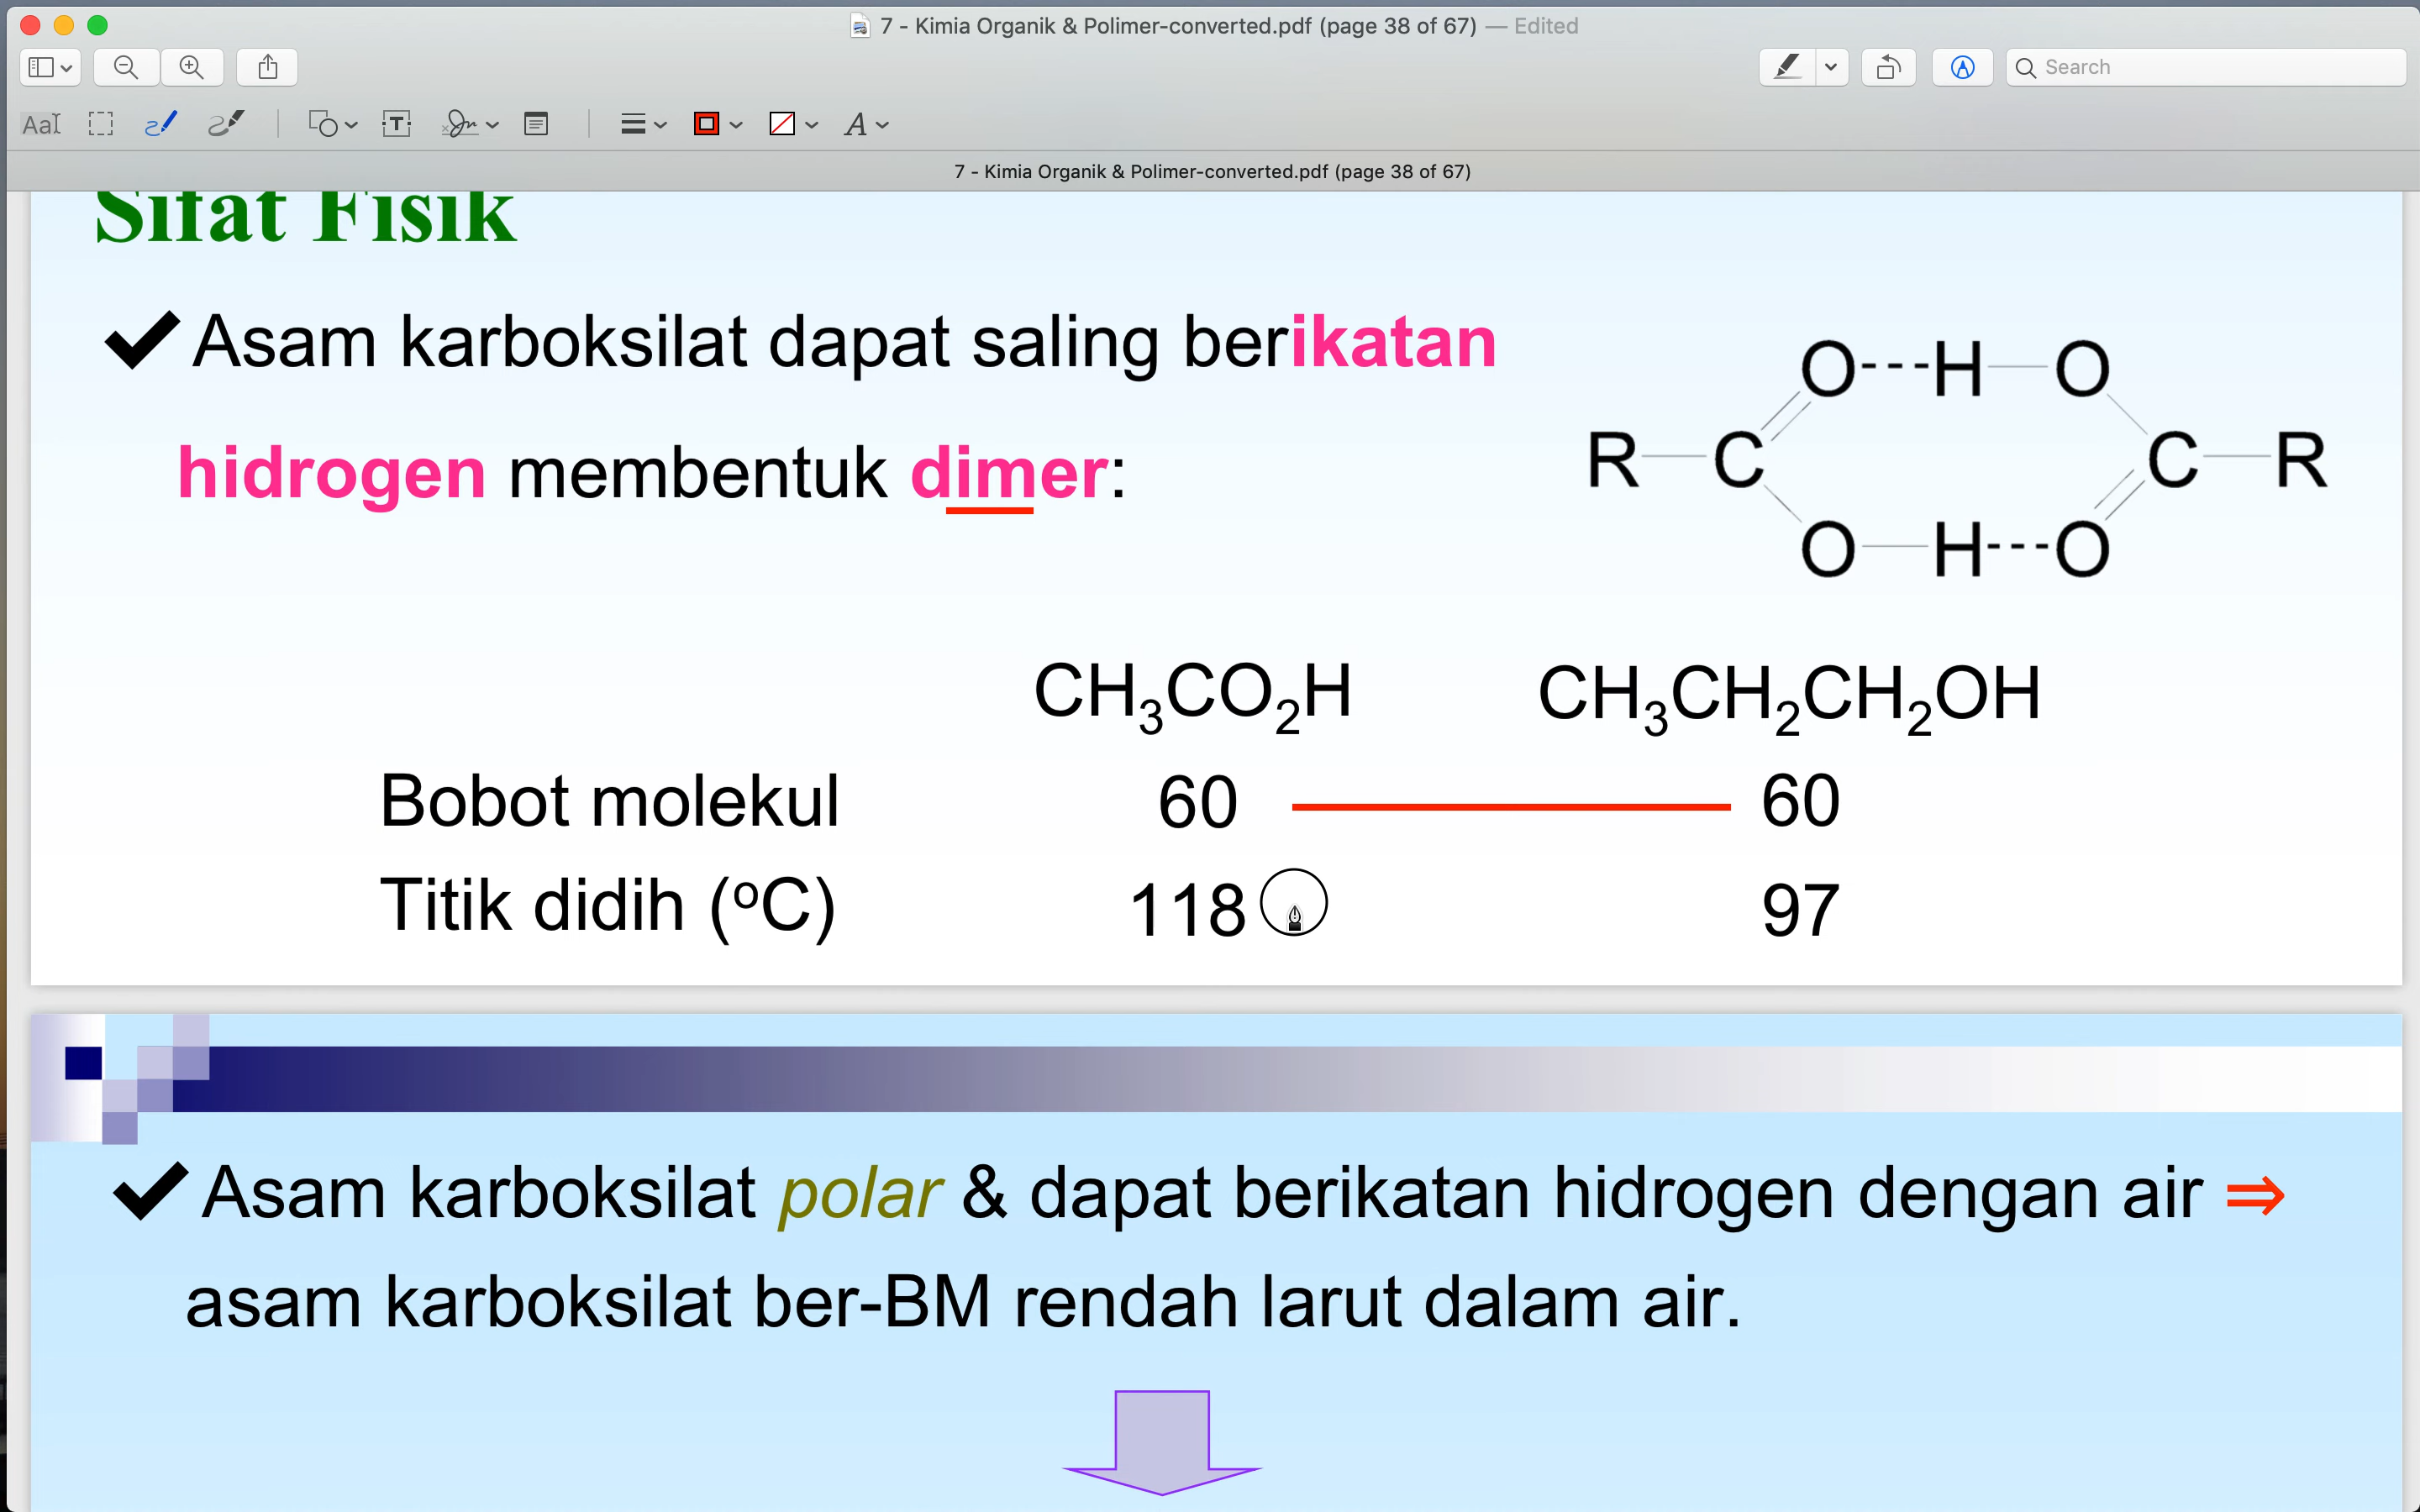 7 - Kimia Organik & Polimer-converted.pdf (page 38 of 67) — Edited
Search
AaI
T
A
7 - Kimia Organik & Polimer-converted.pdf (page 38 of 67)
Sifat Fisik
✔ Asam karboksilat dapat saling berikatan
hidrogen membentuk dimer:
O---H—O
R—C C—R
O—H---O
CH₃CO₂H CH₃CH₂CH₂OH
Bobot molekul 60 60
Titik didih (°C) 118 97
✔ Asam karboksilat polar & dapat berikatan hidrogen dengan air ⇒
asam karboksilat ber-BM rendah larut dalam air.